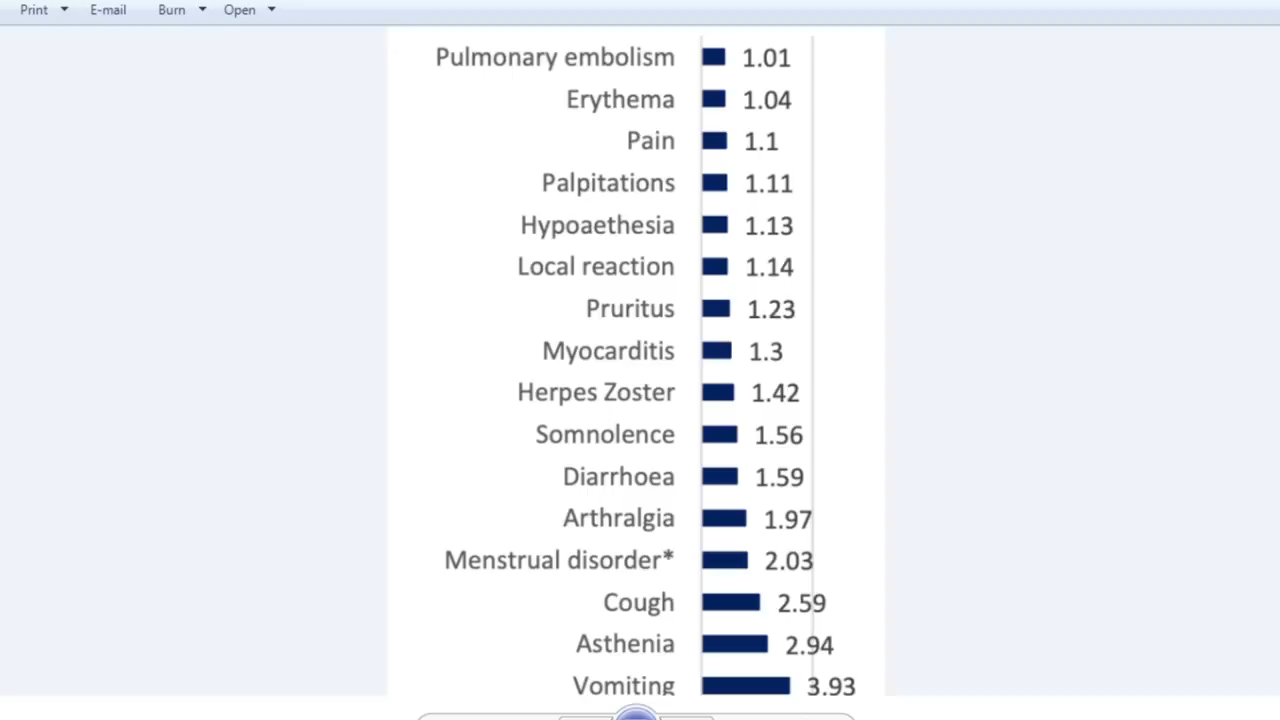 Print E-mail Burn Open
Pulmonary embolism 1.01
Erythema 1.04
Pain 1.1
Palpitations 1.11
Hypoaethesia 1.13
Local reaction 1.14
Pruritus 1.23
Myocarditis 1.3
Herpes Zoster 1.42
Somnolence 1.56
Diarrhoea 1.59
Arthralgia 1.97
Menstrual disorder* 2.03
Cough 2.59
Asthenia 2.94
Vomiting 3.93